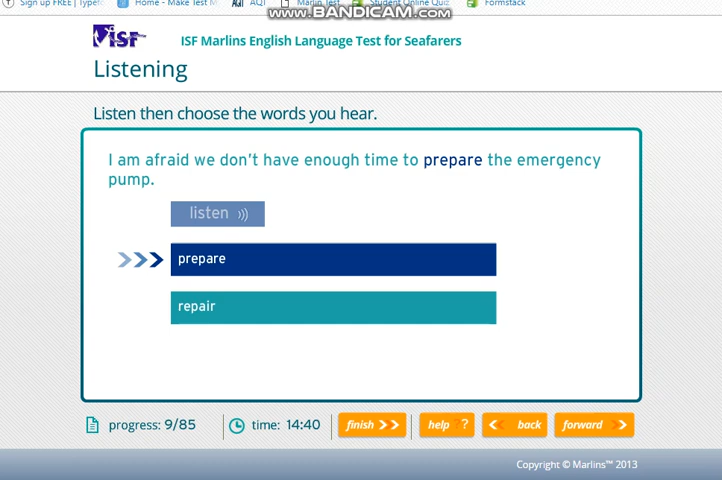 Sign up FREE | Typef
Home - Make Test M
AQI
AQI
Marlin Test
Student Online Quiz
Formstack
www.BANDICAM.com
ISF
ISF Marlins English Language Test for Seafarers
Listening
Listen then choose the words you hear.
I am afraid we don't have enough time to prepare the emergency
pump.
listen
prepare
repair
progress: 9/85
time: 14:40
finish
help ??
back
forward
Copyright © Marlins™ 2013